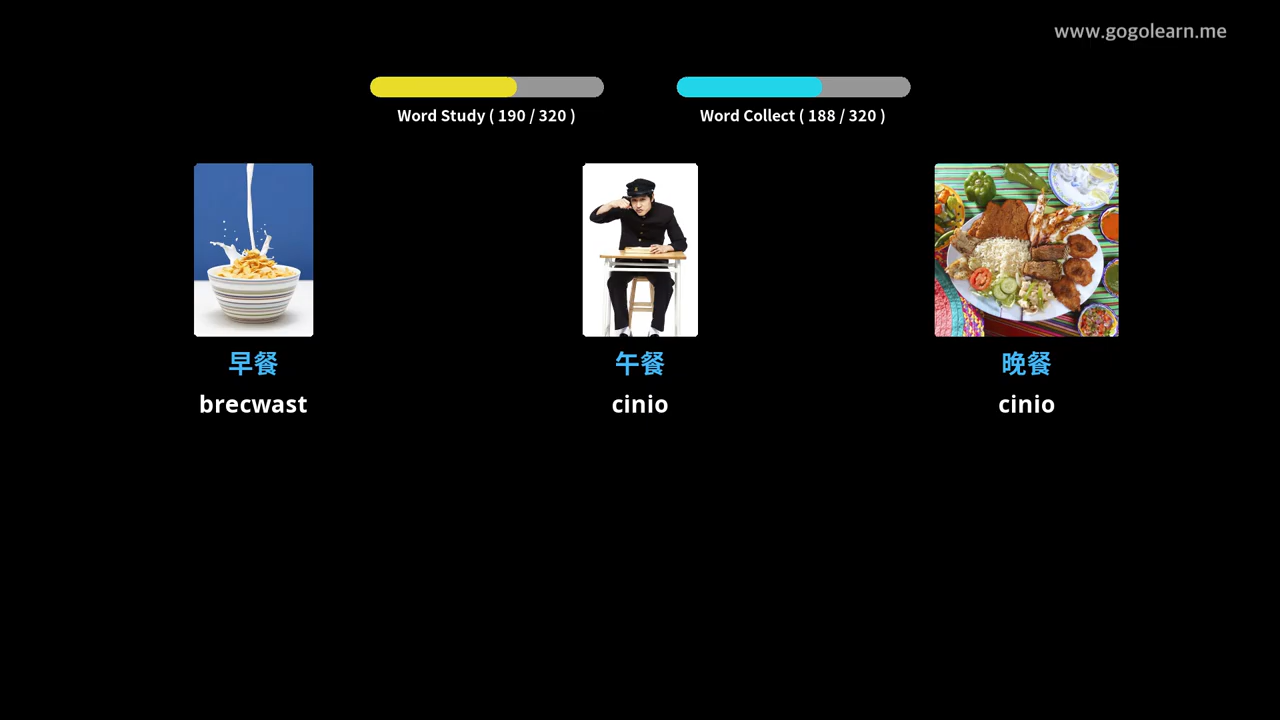 www.gogolearn.me
Word Study ( 190 / 320 )
Word Collect ( 188 / 320 )
早餐
午餐
晚餐
brecwast
cinio
cinio